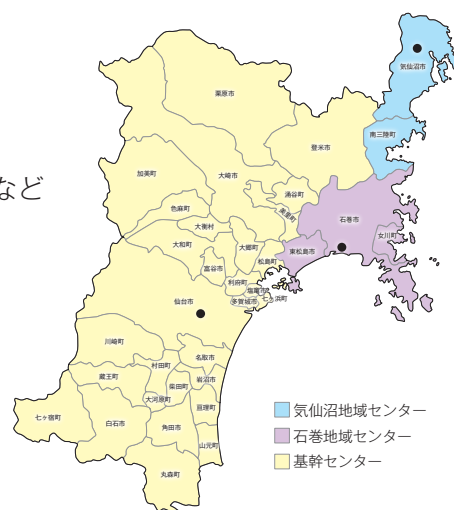 気仙沼市
栗原市
南三陸町
登米市
など
加美町
大崎市
涌谷町
色麻町
美里町
石巻市
大衡村
女川町
大和町
大郷町
東松島市
松島町
富谷市
利府町
塩竈市
仙台市
多賀城市
七ヶ浜町
川崎町
名取市
村田町
蔵王町
岩沼市
柴田町
大河原町
亘理町
七ヶ宿町
白石市
角田市
山元町
丸森町
気仙沼地域センター
石巻地域センター
基幹センター